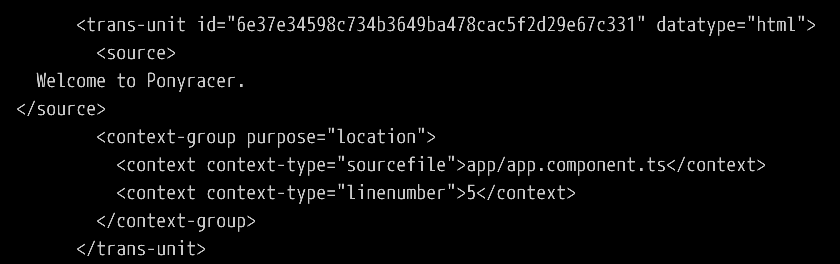 <trans-unit id="6e37e34598c734b3649ba478cac5f2d29e67c331" datatype="html">
<source>
Welcome to Ponyracer.
</source>
<context-group purpose="location">
<context context-type="sourcefile">app/app.component.ts</context>
<context context-type="linenumber">5</context>
</context-group>
</trans-unit>